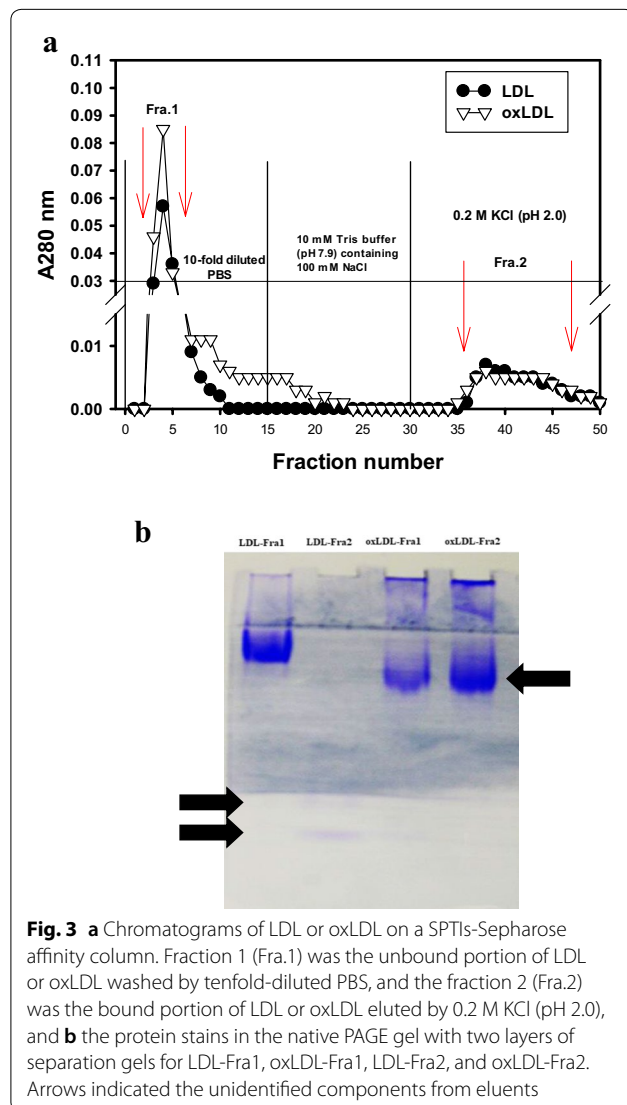 a
0.11
0.10
0.09
0.08
0.07
0.06
0.05
0.04
0.03
0.01
0.00
A280 nm
Fra.1
LDL
oxLDL
10-fold diluted
PBS
10 mM Tris buffer
(pH 7.9) containing
100 mM NaCl
0.2 M KCl (pH 2.0)
Fra.2
0 5 10 15 20 25 30 35 40 45 50
Fraction number
b
LDL-Fra1 LDL-Fra2 oxLDL-Fra1 oxLDL-Fra2
Fig. 3 a Chromatograms of LDL or oxLDL on a SPTIs-Sepharose
affinity column. Fraction 1 (Fra.1) was the unbound portion of LDL
or oxLDL washed by tenfold-diluted PBS, and the fraction 2 (Fra.2)
was the bound portion of LDL or oxLDL eluted by 0.2 M KCl (pH 2.0),
and b the protein stains in the native PAGE gel with two layers of
separation gels for LDL-Fra1, oxLDL-Fra1, LDL-Fra2, and oxLDL-Fra2.
Arrows indicated the unidentified components from eluents